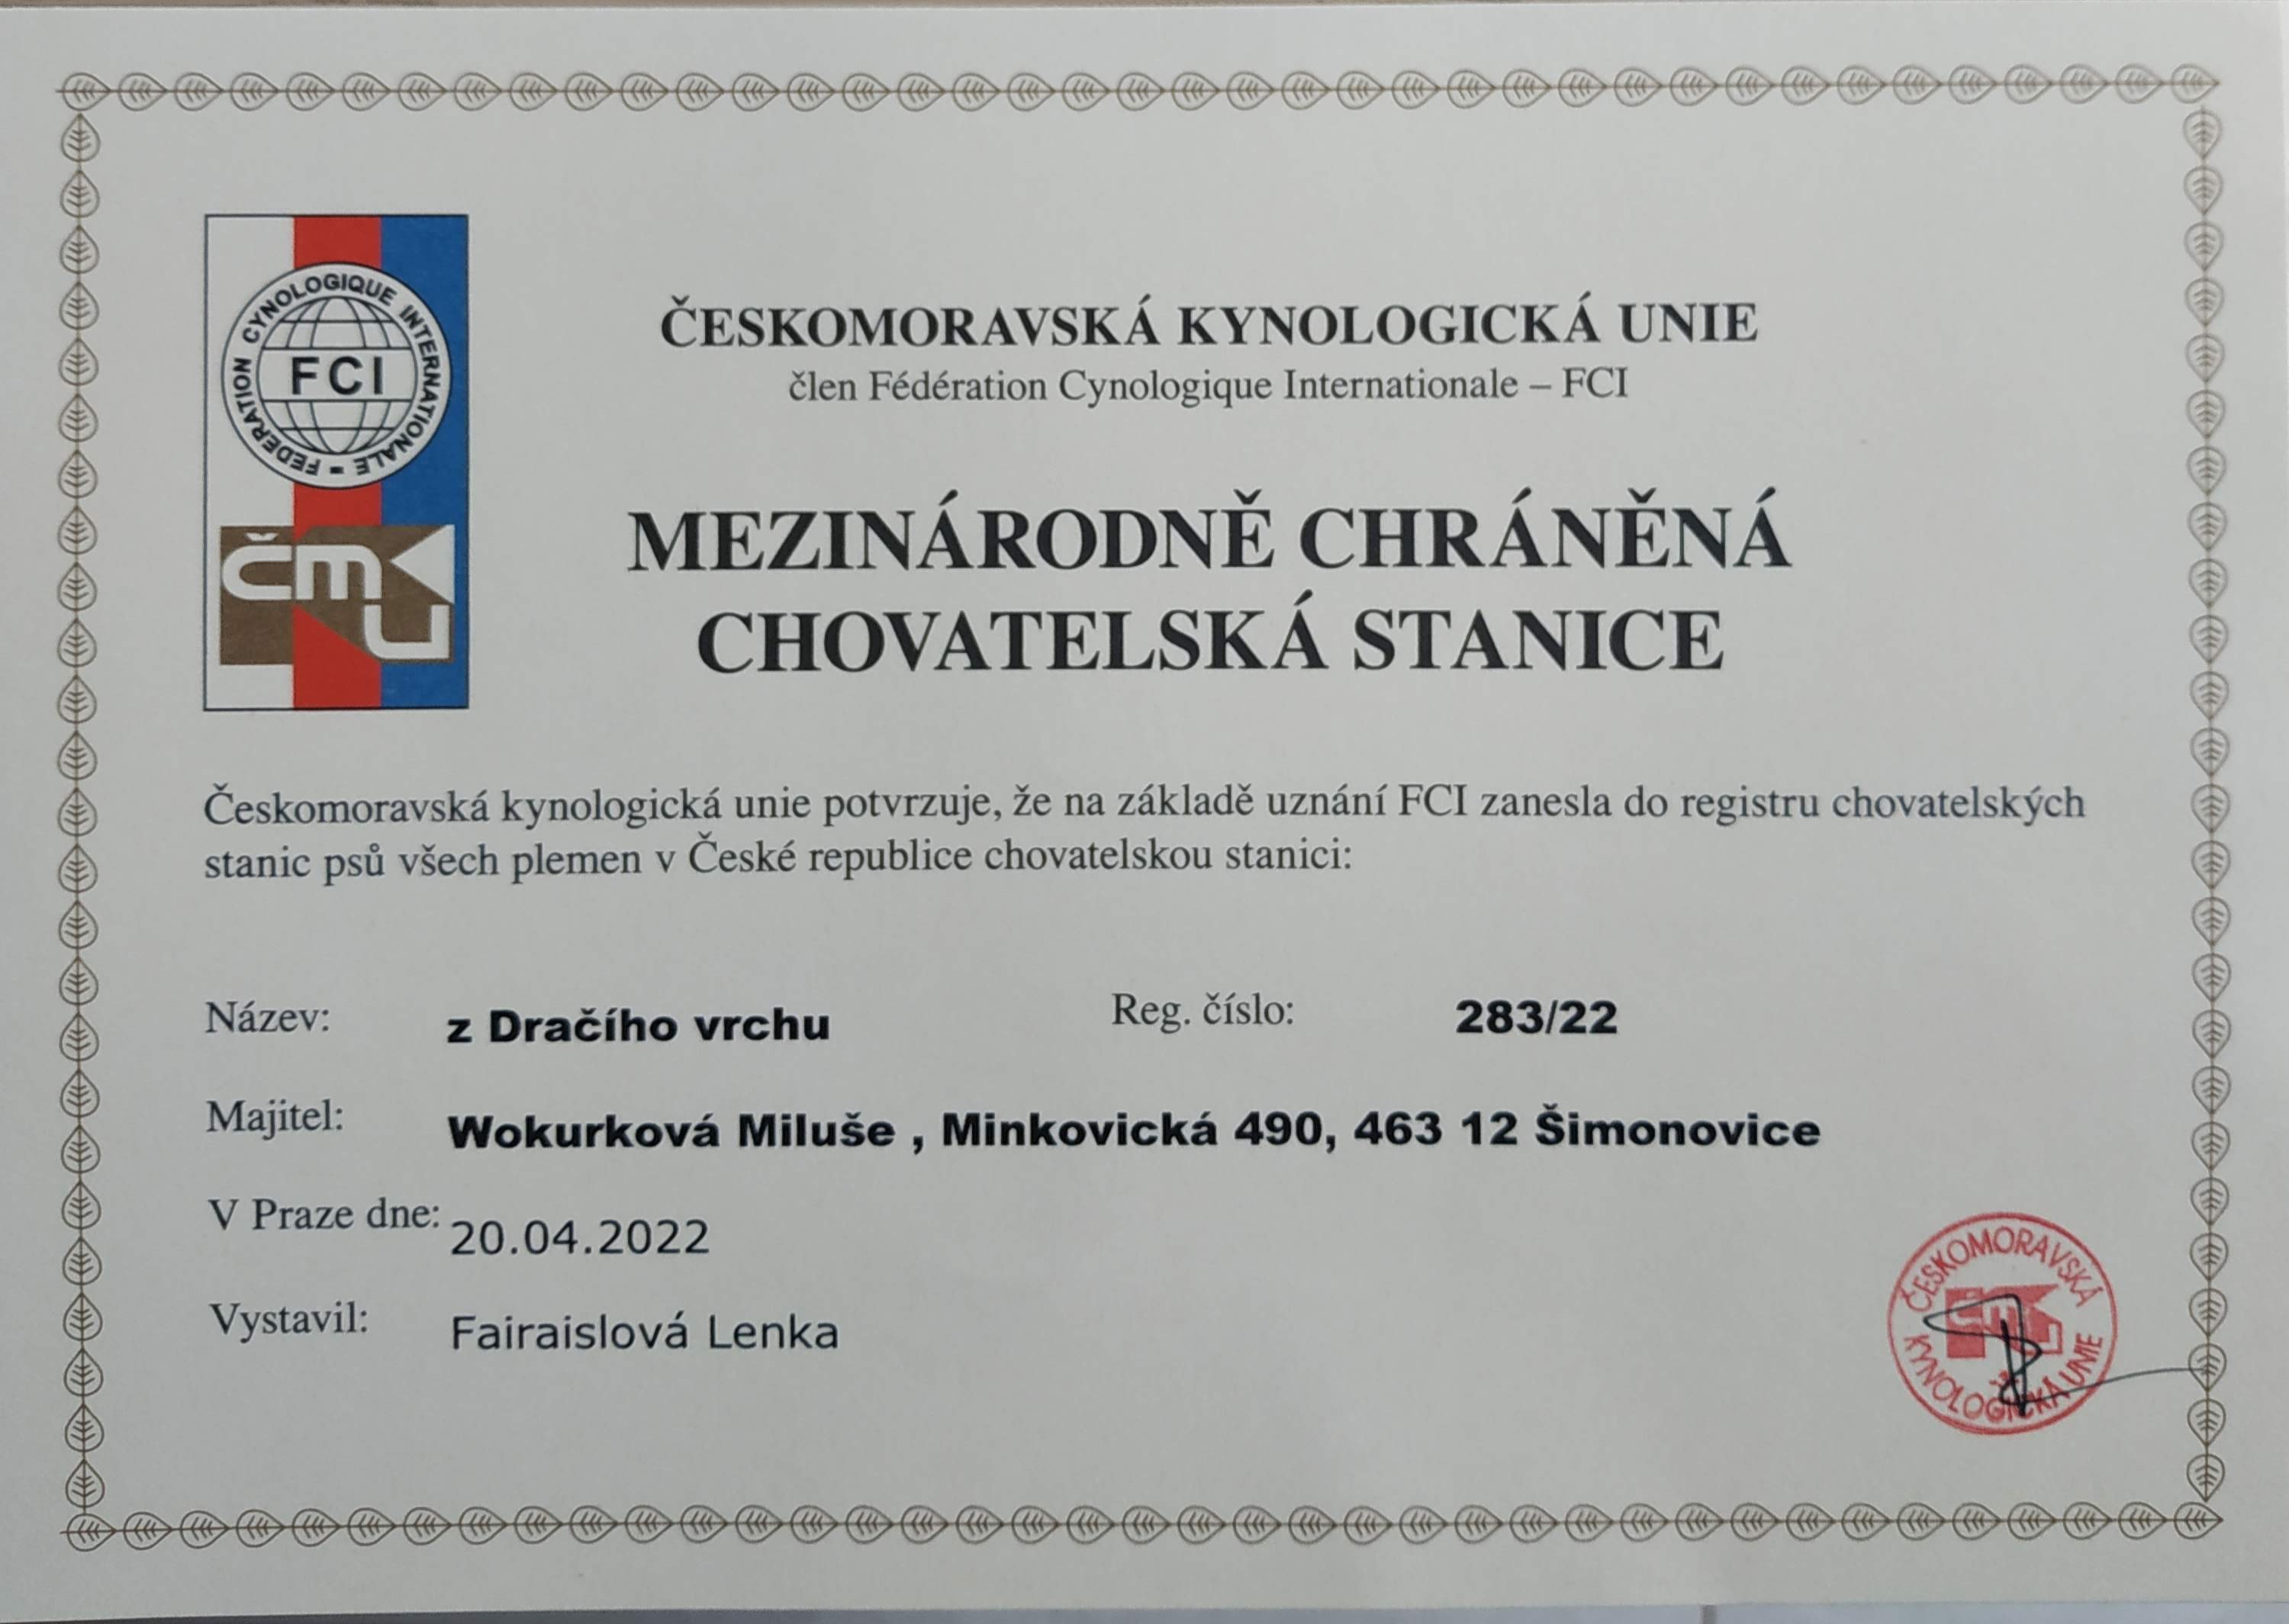 FEDERATION CYNOLOGIQUE INTERNATIONALE -
FCI
ČMKU
ČESKOMORAVSKÁ KYNOLOGICKÁ UNIE
člen Fédération Cynologique Internationale – FCI
MEZINÁRODNĚ CHRÁNĚNÁ
CHOVATELSKÁ STANICE
Českomoravská kynologická unie potvrzuje, že na základě uznání FCI zanesla do registru chovatelských
stanic psů všech plemen v České republice chovatelskou stanici:
Název: z Dračího vrchu Reg. číslo: 283/22
Majitel: Wokurková Miluše , Minkovická 490, 463 12 Šimonovice
V Praze dne: 20.04.2022
Vystavil: Fairaislová Lenka
ČESKOMORAVSKÁ
ČMKU
KYNOLOGICKÁ UNIE